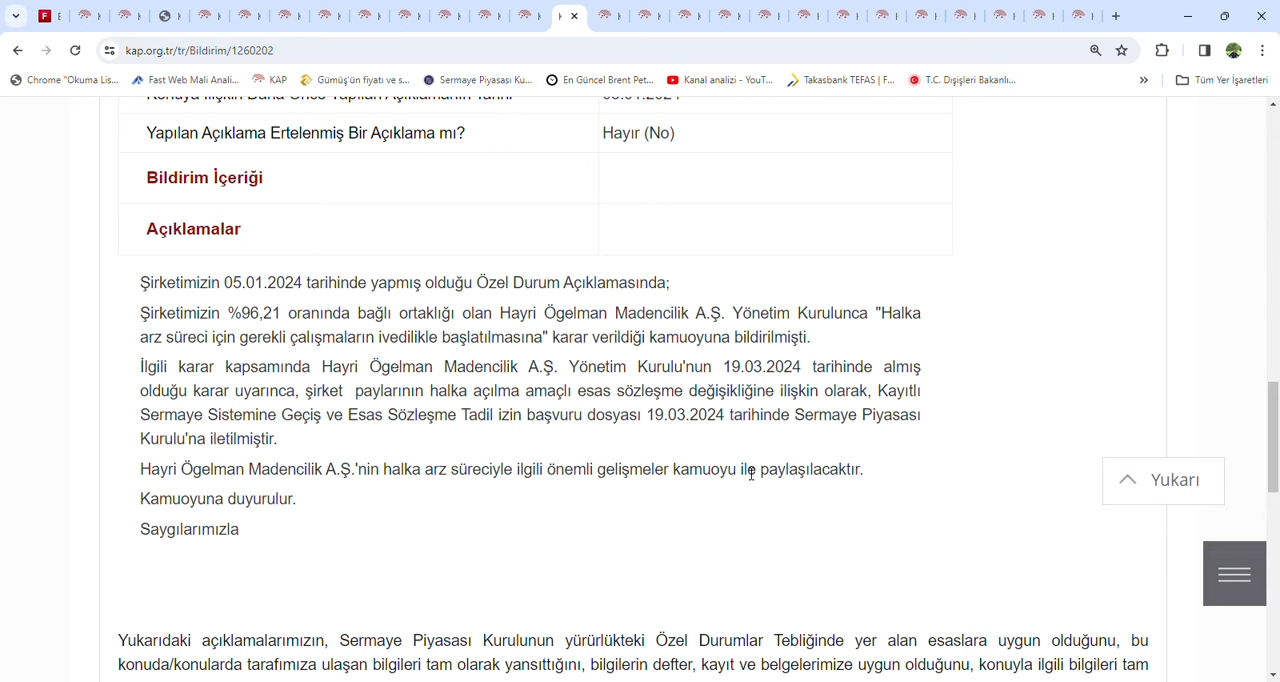 kap.org.tr/tr/Bildirim/1260202
Chrome "Okuma Lis... Fast Web Mali Anali... KAP Gümüş'ün fiyatı ve s... Sermaye Piyasası Ku... En Güncel Brent Pet... Kanal analizi - YouT... Takasbank TEFAS | F... T.C. Dışişleri Bakanlı... » Tüm Yer İşaretleri
Yapılan Açıklama Ertelenmiş Bir Açıklama mı? Hayır (No)
Bildirim İçeriği
Açıklamalar
Şirketimizin 05.01.2024 tarihinde yapmış olduğu Özel Durum Açıklamasında;
Şirketimizin %96,21 oranında bağlı ortaklığı olan Hayri Ögelman Madencilik A.Ş. Yönetim Kurulunca "Halka
arz süreci için gerekli çalışmaların ivedilikle başlatılmasına" karar verildiği kamuoyuna bildirilmişti.
İlgili karar kapsamında Hayri Ögelman Madencilik A.Ş. Yönetim Kurulu'nun 19.03.2024 tarihinde almış
olduğu karar uyarınca, şirket paylarının halka açılma amaçlı esas sözleşme değişikliğine ilişkin olarak, Kayıtlı
Sermaye Sistemine Geçiş ve Esas Sözleşme Tadil izin başvuru dosyası 19.03.2024 tarihinde Sermaye Piyasası
Kurulu'na iletilmiştir.
Hayri Ögelman Madencilik A.Ş.'nin halka arz süreciyle ilgili önemli gelişmeler kamuoyu ile paylaşılacaktır.
Yukarı
Kamuoyuna duyurulur.
Saygılarımızla
Yukarıdaki açıklamalarımızın, Sermaye Piyasası Kurulunun yürürlükteki Özel Durumlar Tebliğinde yer alan esaslara uygun olduğunu, bu
konuda/konularda tarafımıza ulaşan bilgileri tam olarak yansıttığını, bilgilerin defter, kayıt ve belgelerimize uygun olduğunu, konuyla ilgili bilgileri tam